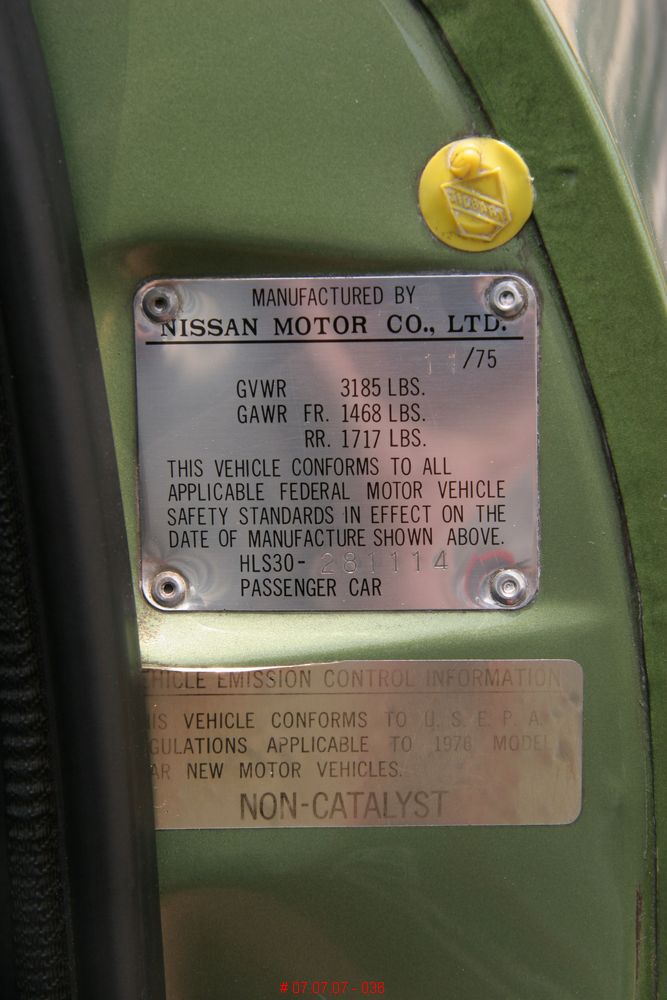 MANUFACTURED BY
NISSAN MOTOR CO., LTD.
11/75
GVWR 3185 LBS.
GAWR FR. 1468 LBS.
RR. 1717 LBS.
THIS VEHICLE CONFORMS TO ALL
APPLICABLE FEDERAL MOTOR VEHICLE
SAFETY STANDARDS IN EFFECT ON THE
DATE OF MANUFACTURE SHOWN ABOVE.
HLS30-281114
PASSENGER CAR
HICLE EMISSION CONTROL INFORMATION
IS VEHICLE CONFORMS TO U. S. E. P. A.
GULATIONS APPLICABLE TO 1976 MODEL
AR NEW MOTOR VEHICLES.
NON-CATALYST
# 07 07 07 - 038